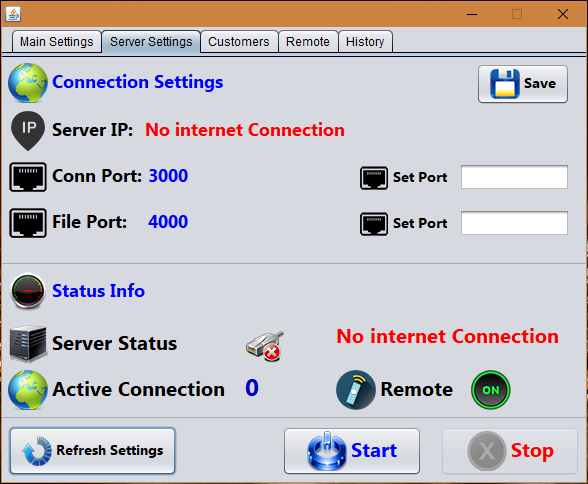 Main Settings Server Settings Customers Remote History
Connection Settings
Save
IP
Server IP: No internet Connection
Conn Port: 3000 Set Port
File Port: 4000 Set Port
Status Info
Server Status No internet Connection
Active Connection 0 Remote ON
Refresh Settings Start X Stop